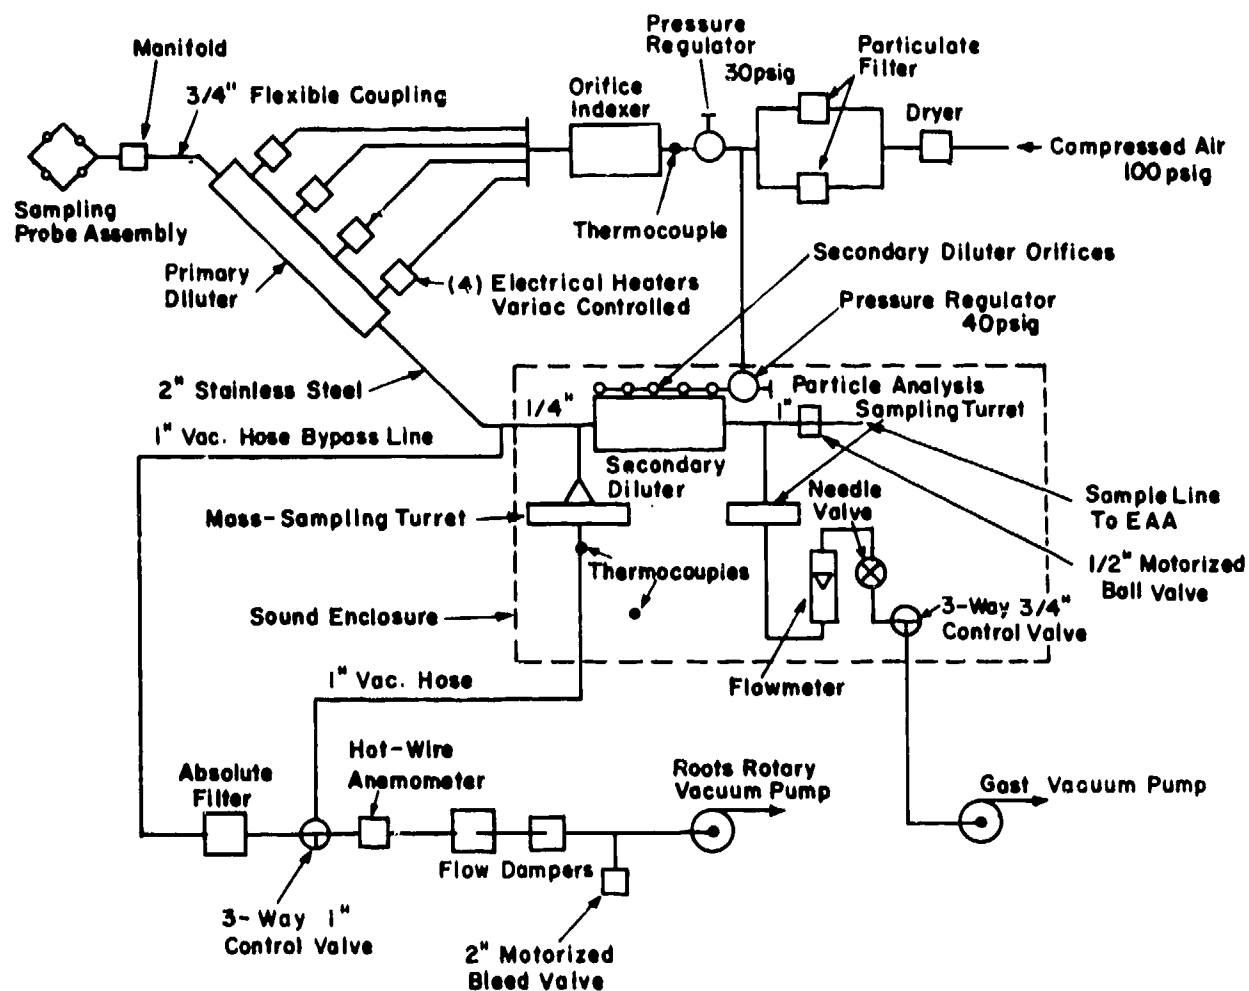 Manifold
3/4" Flexible Coupling
Sampling
Probe Assembly
Primary
Diluter
Orifice
Indexer
Pressure
Regulator
30psig
Particulate
Filter
Dryer
Compressed Air
100 psig
Thermocouple
Secondary Diluter Orifices
(4) Electrical Heaters
Variac Controlled
Pressure Regulator
40psig
2" Stainless Steel
1" Vac. Hose Bypass Line
1/4"
1"
Particle Analysis
Sampling Turret
Secondary
Diluter
Needle
Valve
Sample Line
To EAA
Mass-Sampling Turret
Thermocouples
1/2" Motorized
Ball Valve
Sound Enclosure
3-Way 3/4"
Control Valve
1" Vac. Hose
Flowmeter
Hot-Wire
Anemometer
Absolute
Filter
Roots Rotary
Vacuum Pump
Gast Vacuum Pump
Flow Dampers
3-Way 1"
Control Valve
2" Motorized
Bleed Valve